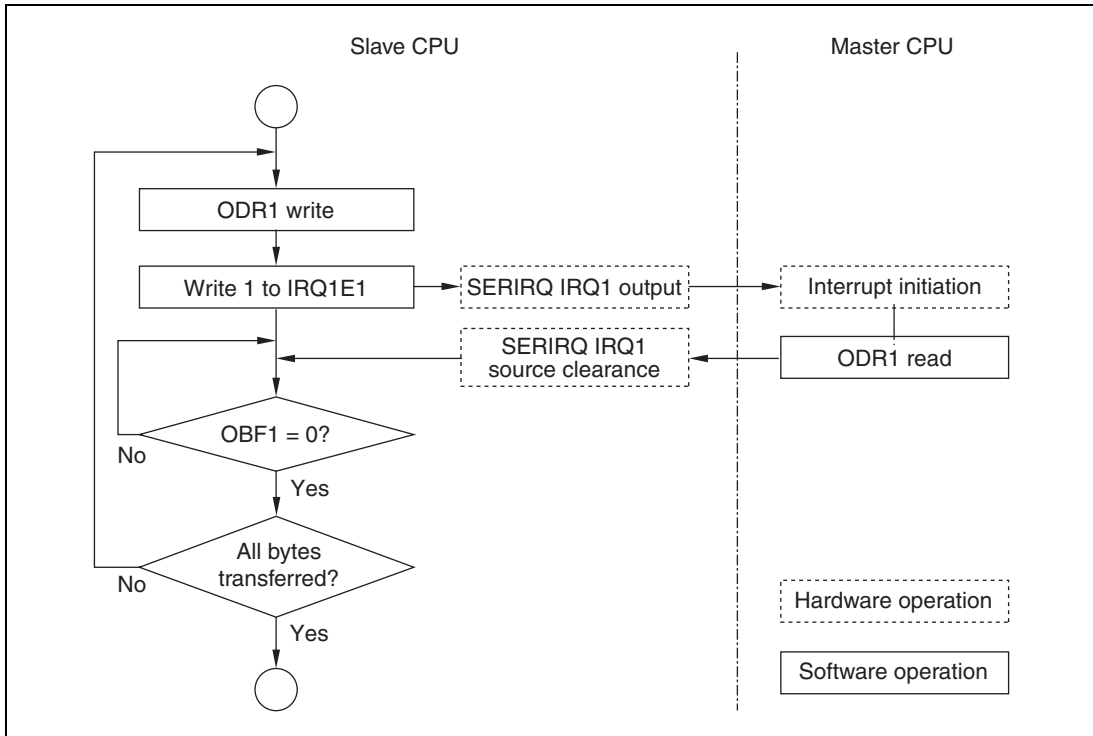 Slave CPU
Master CPU
ODR1 write
Write 1 to IRQ1E1
SERIRQ IRQ1 output
Interrupt initiation
SERIRQ IRQ1
source clearance
ODR1 read
OBF1 = 0?
No
Yes
All bytes
transferred?
No
Yes
Hardware operation
Software operation